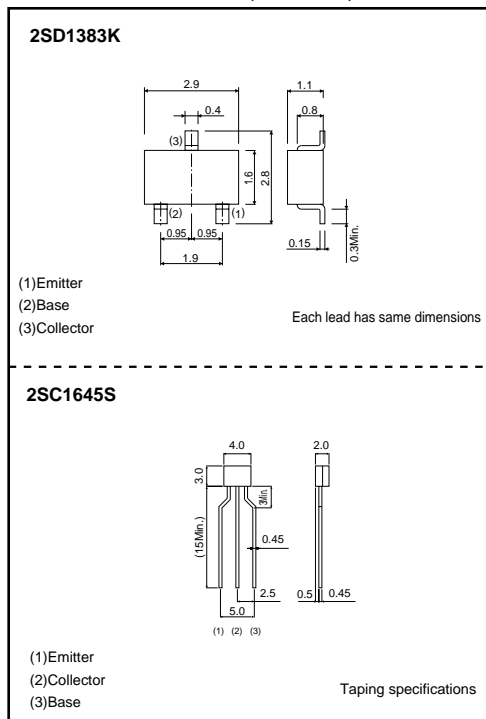 2SD1383K
2.9
0.4
(3)
1.6
2.8
(2)
(1)
0.95
0.95
1.9
1.1
0.8
0.15
0.3Min.
(1)Emitter
(2)Base
(3)Collector
Each lead has same dimensions
2SC1645S
4.0
2.0
3.0
3Min.
(15Min.)
0.45
2.5
5.0
0.5
0.45
(1) (2) (3)
(1)Emitter
(2)Collector
(3)Base
Taping specifications